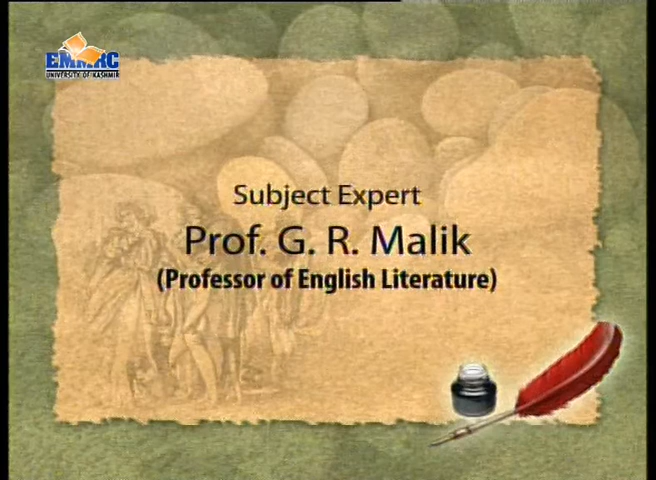 EMMRC
UNIVERSITY OF KASHMIR
Subject Expert
Prof. G. R. Malik
(Professor of English Literature)